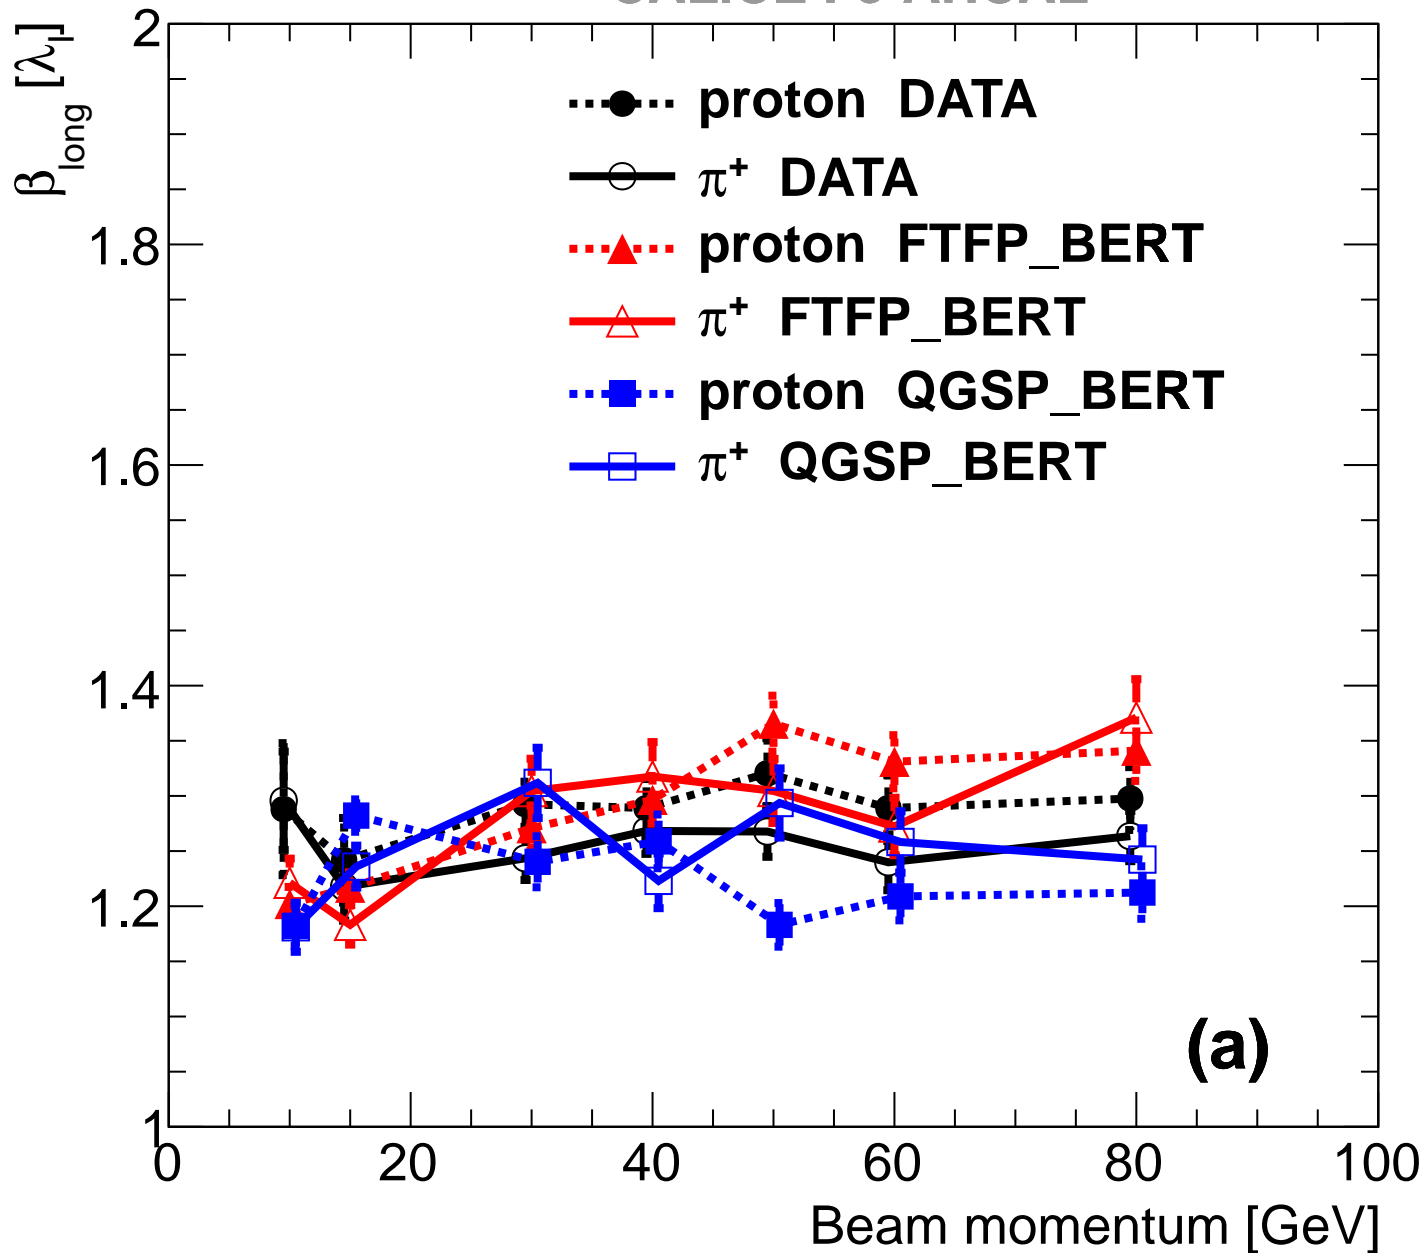 β_long [λ_I]
2
1.8
1.6
1.4
1.2
1
proton DATA
π⁺ DATA
proton FTFP_BERT
π⁺ FTFP_BERT
proton QGSP_BERT
π⁺ QGSP_BERT
(a)
0 20 40 60 80 100
Beam momentum [GeV]